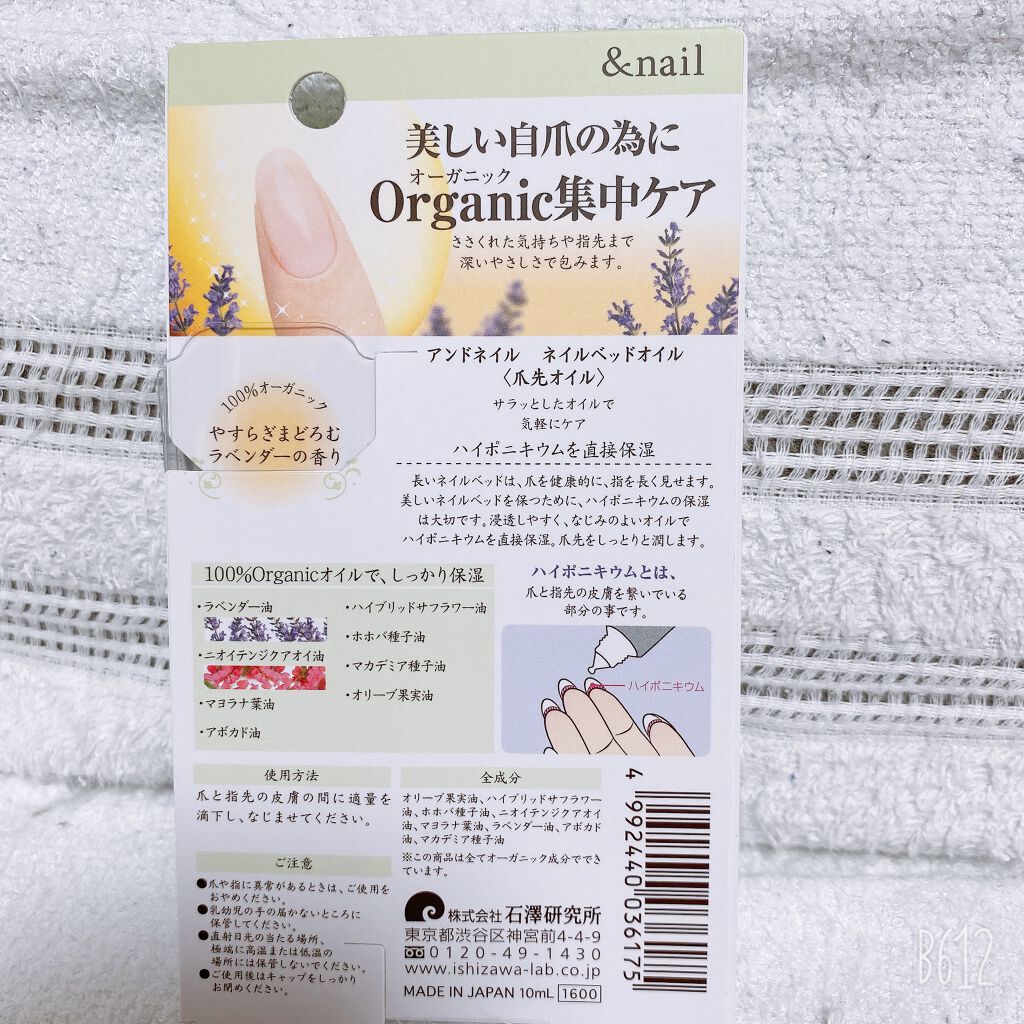 &nail
美しい自爪の為に
オーガニック
Organic集中ケア
ささくれた気持ちや指先まで
深いやさしさで包みます。
アンドネイル ネイルベッドオイル
〈爪先オイル〉
サラッとしたオイルで
気軽にケア
ハイポニキウムを直接保湿
100%オーガニック
やすらぎまどろむ
ラベンダーの香り
長いネイルベッドは、爪を健康的に、指を長く見せます。
美しいネイルベッドを保つために、ハイポニキウムの保湿
は大切です。浸透しやすく、なじみのよいオイルで
ハイポニキウムを直接保湿。爪先をしっとりと潤します。
100%Organicオイルで、しっかり保湿
・ラベンダー油
・ニオイテンジクアオイ油
・マヨラナ葉油
・アボカド油
・ハイブリッドサフラワー油
・ホホバ種子油
・マカデミア種子油
・オリーブ果実油
ハイポニキウムとは、
爪と指先の皮膚を繋いでいる
部分の事です。
ハイポニキウム
使用方法
爪と指先の皮膚の間に適量を
滴下し、なじませてください。
ご注意
●爪や指に異常があるときは、ご使用を
おやめください。
●乳幼児の手の届かないところに
保管してください。
●直射日光の当たる場所、
極端に高温または低温の
場所には保管しないでください。
●ご使用後はキャップをしっかり
お閉めください。
全成分
オリーブ果実油、ハイブリッドサフラワー
油、ホホバ種子油、ニオイテンジクアオイ
油、マヨラナ葉油、ラベンダー油、アボカド
油、マカデミア種子油
※この商品は全てオーガニック成分ででき
ています。
株式会社 石澤研究所
東京都渋谷区神宮前4-4-9
0120-49-1430
www.ishizawa-lab.co.jp
MADE IN JAPAN 10mL 1600
4 992440 036175
BG12